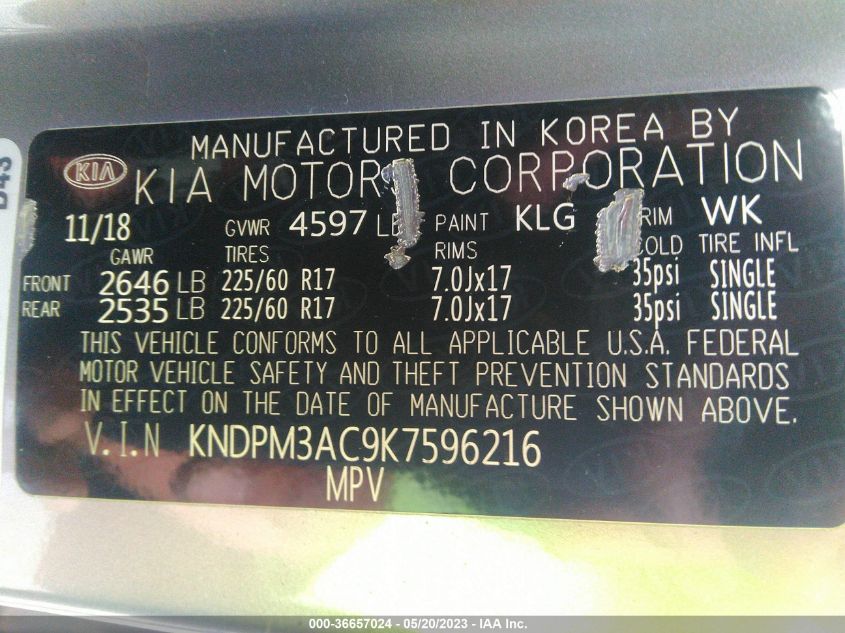 MANUFACTURED IN KOREA BY
KIA KIA MOTORS CORPORATION
11/18 GVWR 4597 LB PAINT KLG TRIM WK
GAWR TIRES RIMS COLD TIRE INFL
FRONT 2646 LB 225/60 R17 7.0Jx17 35psi SINGLE
REAR 2535 LB 225/60 R17 7.0Jx17 35psi SINGLE
THIS VEHICLE CONFORMS TO ALL APPLICABLE U.S.A. FEDERAL
MOTOR VEHICLE SAFETY AND THEFT PREVENTION STANDARDS
IN EFFECT ON THE DATE OF MANUFACTURE SHOWN ABOVE.
V.I.N KNDPM3AC9K7596216
MPV
000-36657024 - 05/20/2023 - IAA Inc.